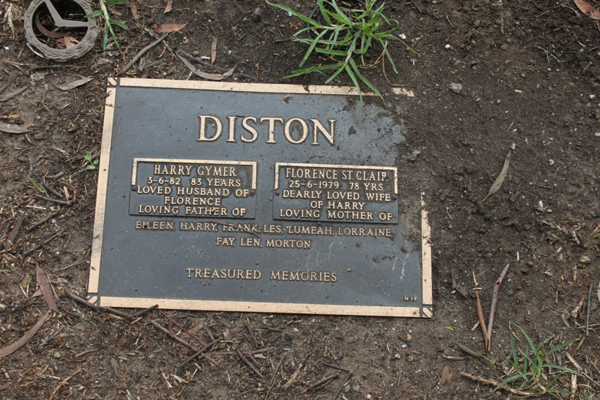 DISTON
HARRY GYMER
3-6-82 83 YEARS
LOVED HUSBAND OF
FLORENCE
LOVING FATHER OF
FLORENCE ST CLAIR
25-6-1979 78 YRS
DEARLY LOVED WIFE
OF HARRY
LOVING MOTHER OF
EILEEN, HARRY, FRANK, LES, LUMEAH, LORRAINE,
FAY, LEN, MORTON
TREASURED MEMORIES